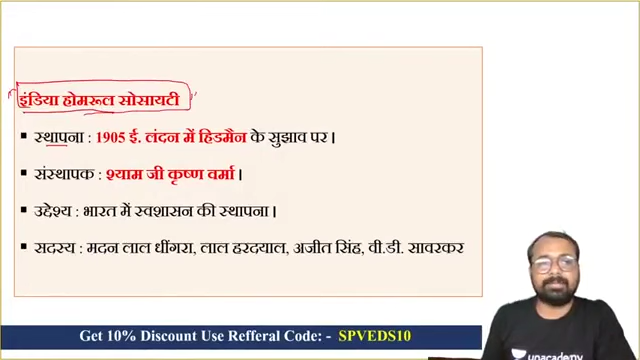 इंडिया होमरूल सोसायटी
▪ स्थापना : 1905 ई. लंदन में हिडमैन के सुझाव पर।
▪ संस्थापक : श्याम जी कृष्ण वर्मा।
▪ उद्देश्य : भारत में स्वशासन की स्थापना।
▪ सदस्य : मदन लाल धींगरा, लाल हरदयाल, अजीत सिंह, वी.डी. सावरकर
Get 10% Discount Use Refferal Code: - SPVEDS10
unacademy